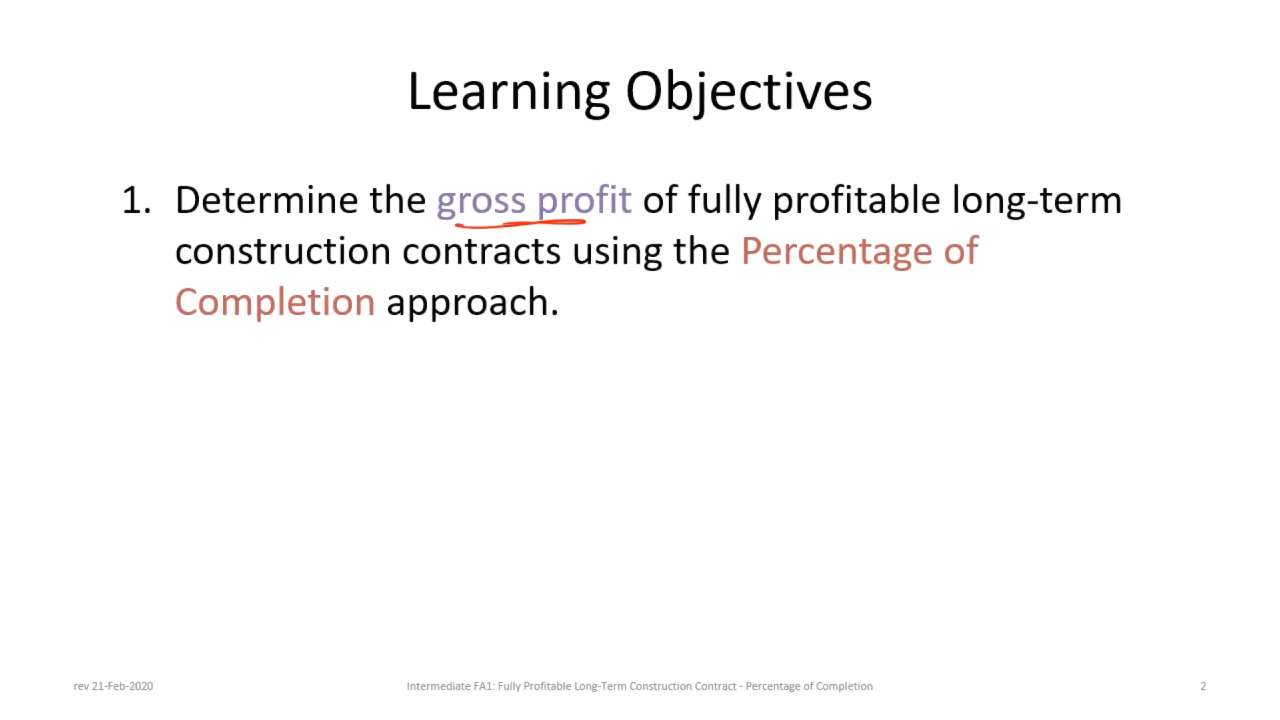 Learning Objectives
1. Determine the gross profit of fully profitable long-term
construction contracts using the Percentage of
Completion approach.
rev 21-Feb-2020
Intermediate FA1: Fully Profitable Long-Term Construction Contract - Percentage of Completion
2